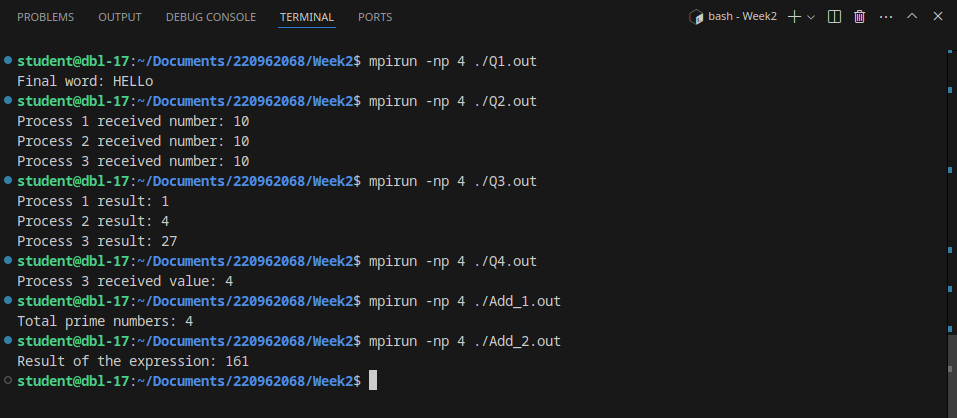 PROBLEMS OUTPUT DEBUG CONSOLE TERMINAL PORTS bash - Week2
student@dbl-17:~/Documents/220962068/Week2$ mpirun -np 4 ./Q1.out
Final word: HELLo
student@dbl-17:~/Documents/220962068/Week2$ mpirun -np 4 ./Q2.out
Process 1 received number: 10
Process 2 received number: 10
Process 3 received number: 10
student@dbl-17:~/Documents/220962068/Week2$ mpirun -np 4 ./Q3.out
Process 1 result: 1
Process 2 result: 4
Process 3 result: 27
student@dbl-17:~/Documents/220962068/Week2$ mpirun -np 4 ./Q4.out
Process 3 received value: 4
student@dbl-17:~/Documents/220962068/Week2$ mpirun -np 4 ./Add_1.out
Total prime numbers: 4
student@dbl-17:~/Documents/220962068/Week2$ mpirun -np 4 ./Add_2.out
Result of the expression: 161
student@dbl-17:~/Documents/220962068/Week2$